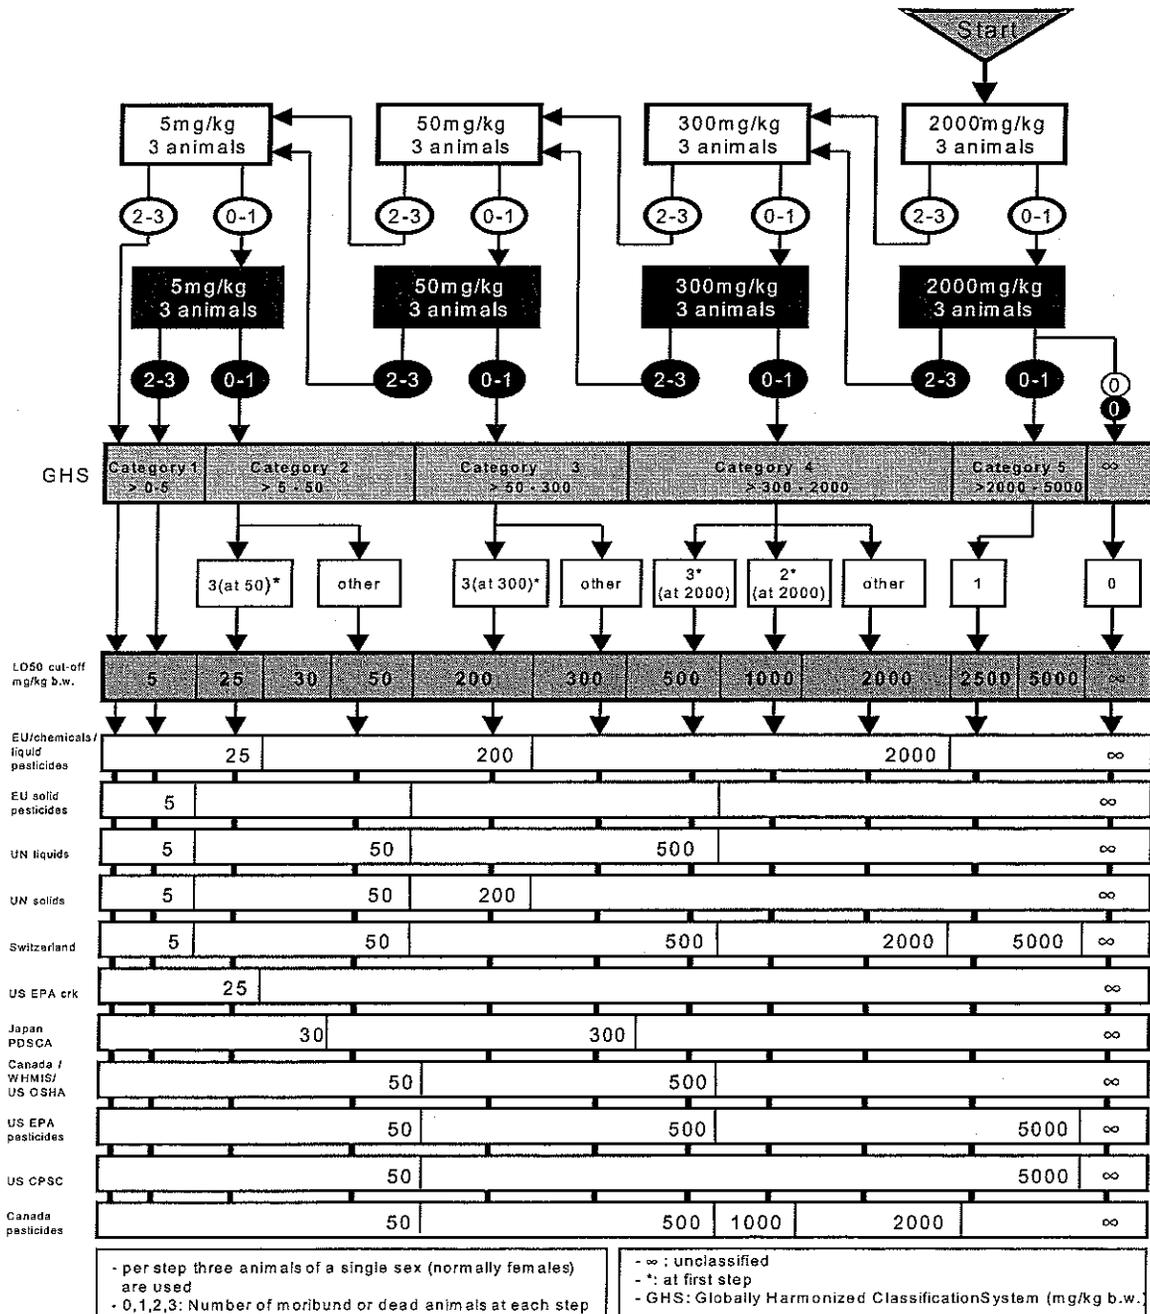 Start
5mg/kg
3 animals
50mg/kg
3 animals
300mg/kg
3 animals
2000mg/kg
3 animals
2-3 0-1 2-3 0-1 2-3 0-1 2-3 0-1
5mg/kg
3 animals
50mg/kg
3 animals
300mg/kg
3 animals
2000mg/kg
3 animals
2-3 0-1 2-3 0-1 2-3 0-1 2-3 0-1 0
0
GHS
Category 1
> 0-5
Category 2
> 5 - 50
Category 3
> 50 - 300
Category 4
> 300 - 2000
Category 5
>2000 - 5000
∞
3(at 50)*
other
3(at 300)*
other
3*
(at 2000)
2*
(at 2000)
other
1
0
LD50 cut-off
mg/kg b.w.
5 25 30 50 200 300 500 1000 2000 2500 5000 ∞
EU/chemicals/
liquid
pesticides
25 200 2000 ∞
EU solid
pesticides
5 ∞
UN liquids
5 50 500 ∞
UN solids
5 50 200 ∞
Switzerland
5 50 500 2000 5000 ∞
US EPA crk
25 ∞
Japan
PDSCA
30 300 ∞
Canada /
WHMIS/
US OSHA
50 500 ∞
US EPA
pesticides
50 500 5000 ∞
US CPSC
50 5000 ∞
Canada
pesticides
50 500 1000 2000 ∞
- per step three animals of a single sex (normally females)
are used
- 0,1,2,3: Number of moribund or dead animals at each step
- ∞ : unclassified
- *: at first step
- GHS: Globally Harmonized ClassificationSystem (mg/kg b.w.)